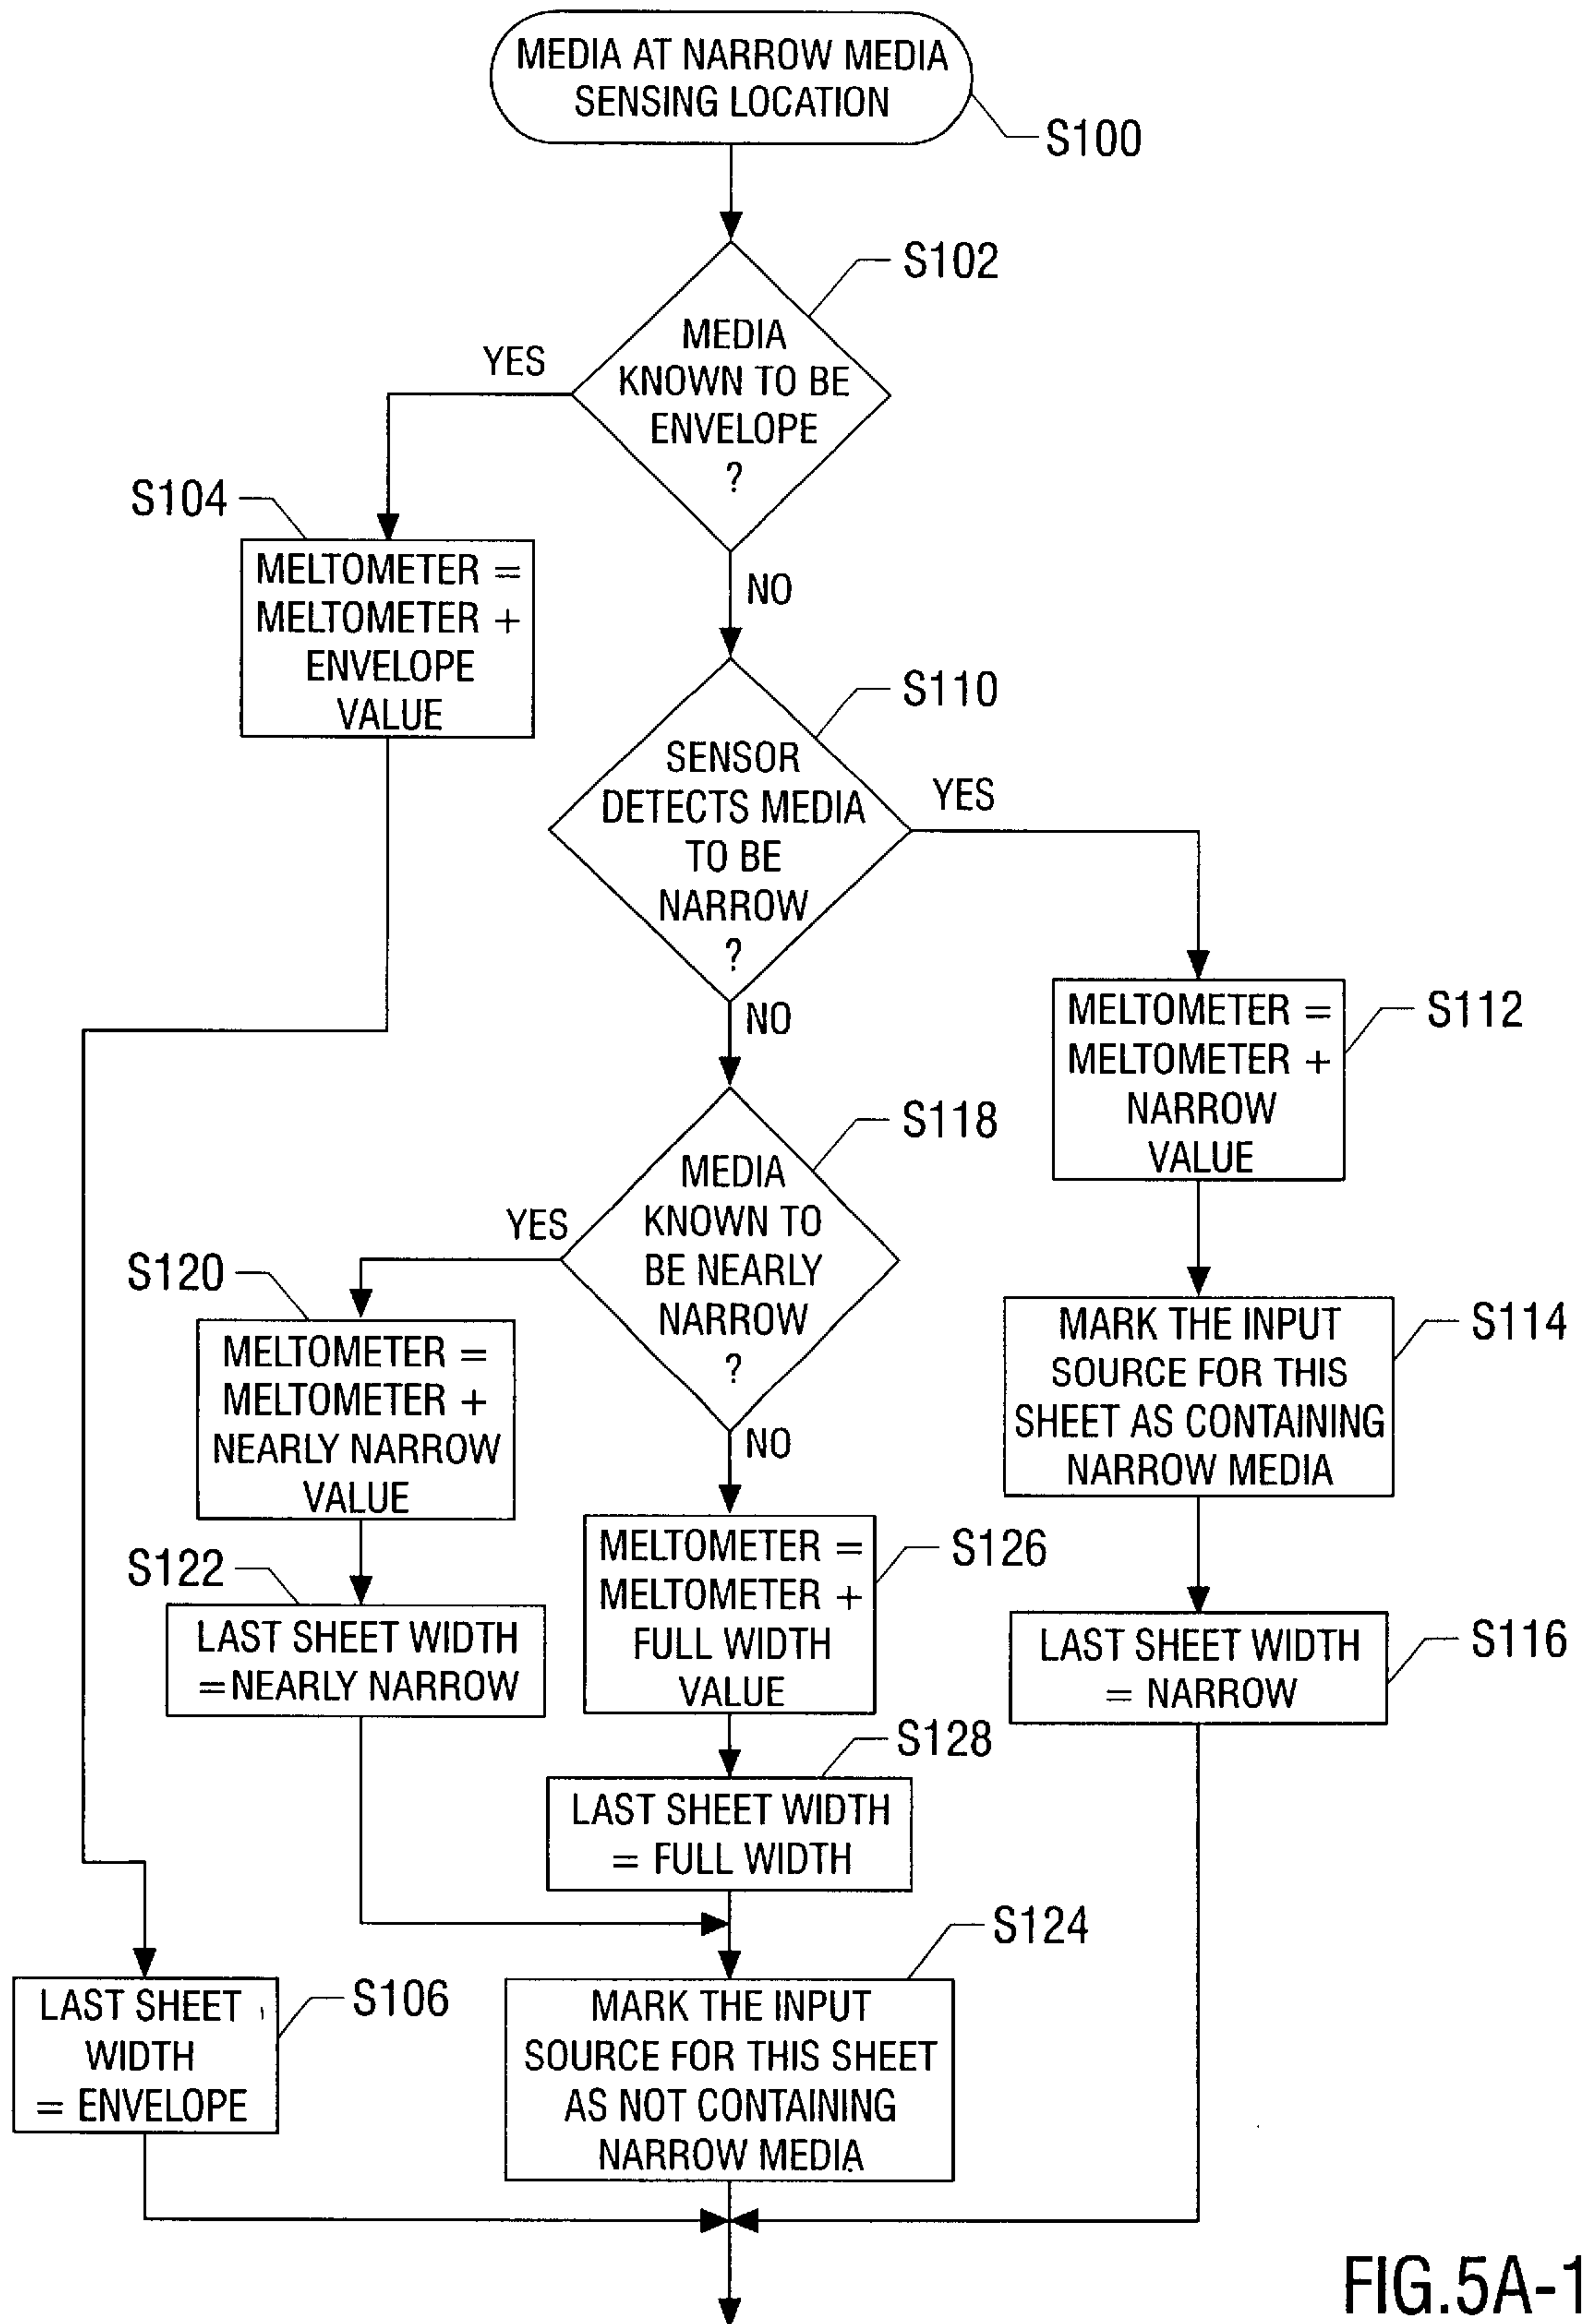 MEDIA AT NARROW MEDIA
SENSING LOCATION
S100
S102
MEDIA
KNOWN TO BE
ENVELOPE
?
YES
NO
S104
MELTOMETER =
MELTOMETER +
ENVELOPE
VALUE
S110
SENSOR
DETECTS MEDIA
TO BE
NARROW
?
YES
NO
S112
MELTOMETER =
MELTOMETER +
NARROW
VALUE
S118
MEDIA
KNOWN TO
BE NEARLY
NARROW
?
YES
NO
S120
MELTOMETER =
MELTOMETER +
NEARLY NARROW
VALUE
S114
MARK THE INPUT
SOURCE FOR THIS
SHEET AS CONTAINING
NARROW MEDIA
S122
LAST SHEET WIDTH
=NEARLY NARROW
S126
MELTOMETER =
MELTOMETER +
FULL WIDTH
VALUE
S116
LAST SHEET WIDTH
= NARROW
S128
LAST SHEET WIDTH
= FULL WIDTH
S106
LAST SHEET
WIDTH
= ENVELOPE
S124
MARK THE INPUT
SOURCE FOR THIS SHEET
AS NOT CONTAINING
NARROW MEDIA
FIG.5A-1